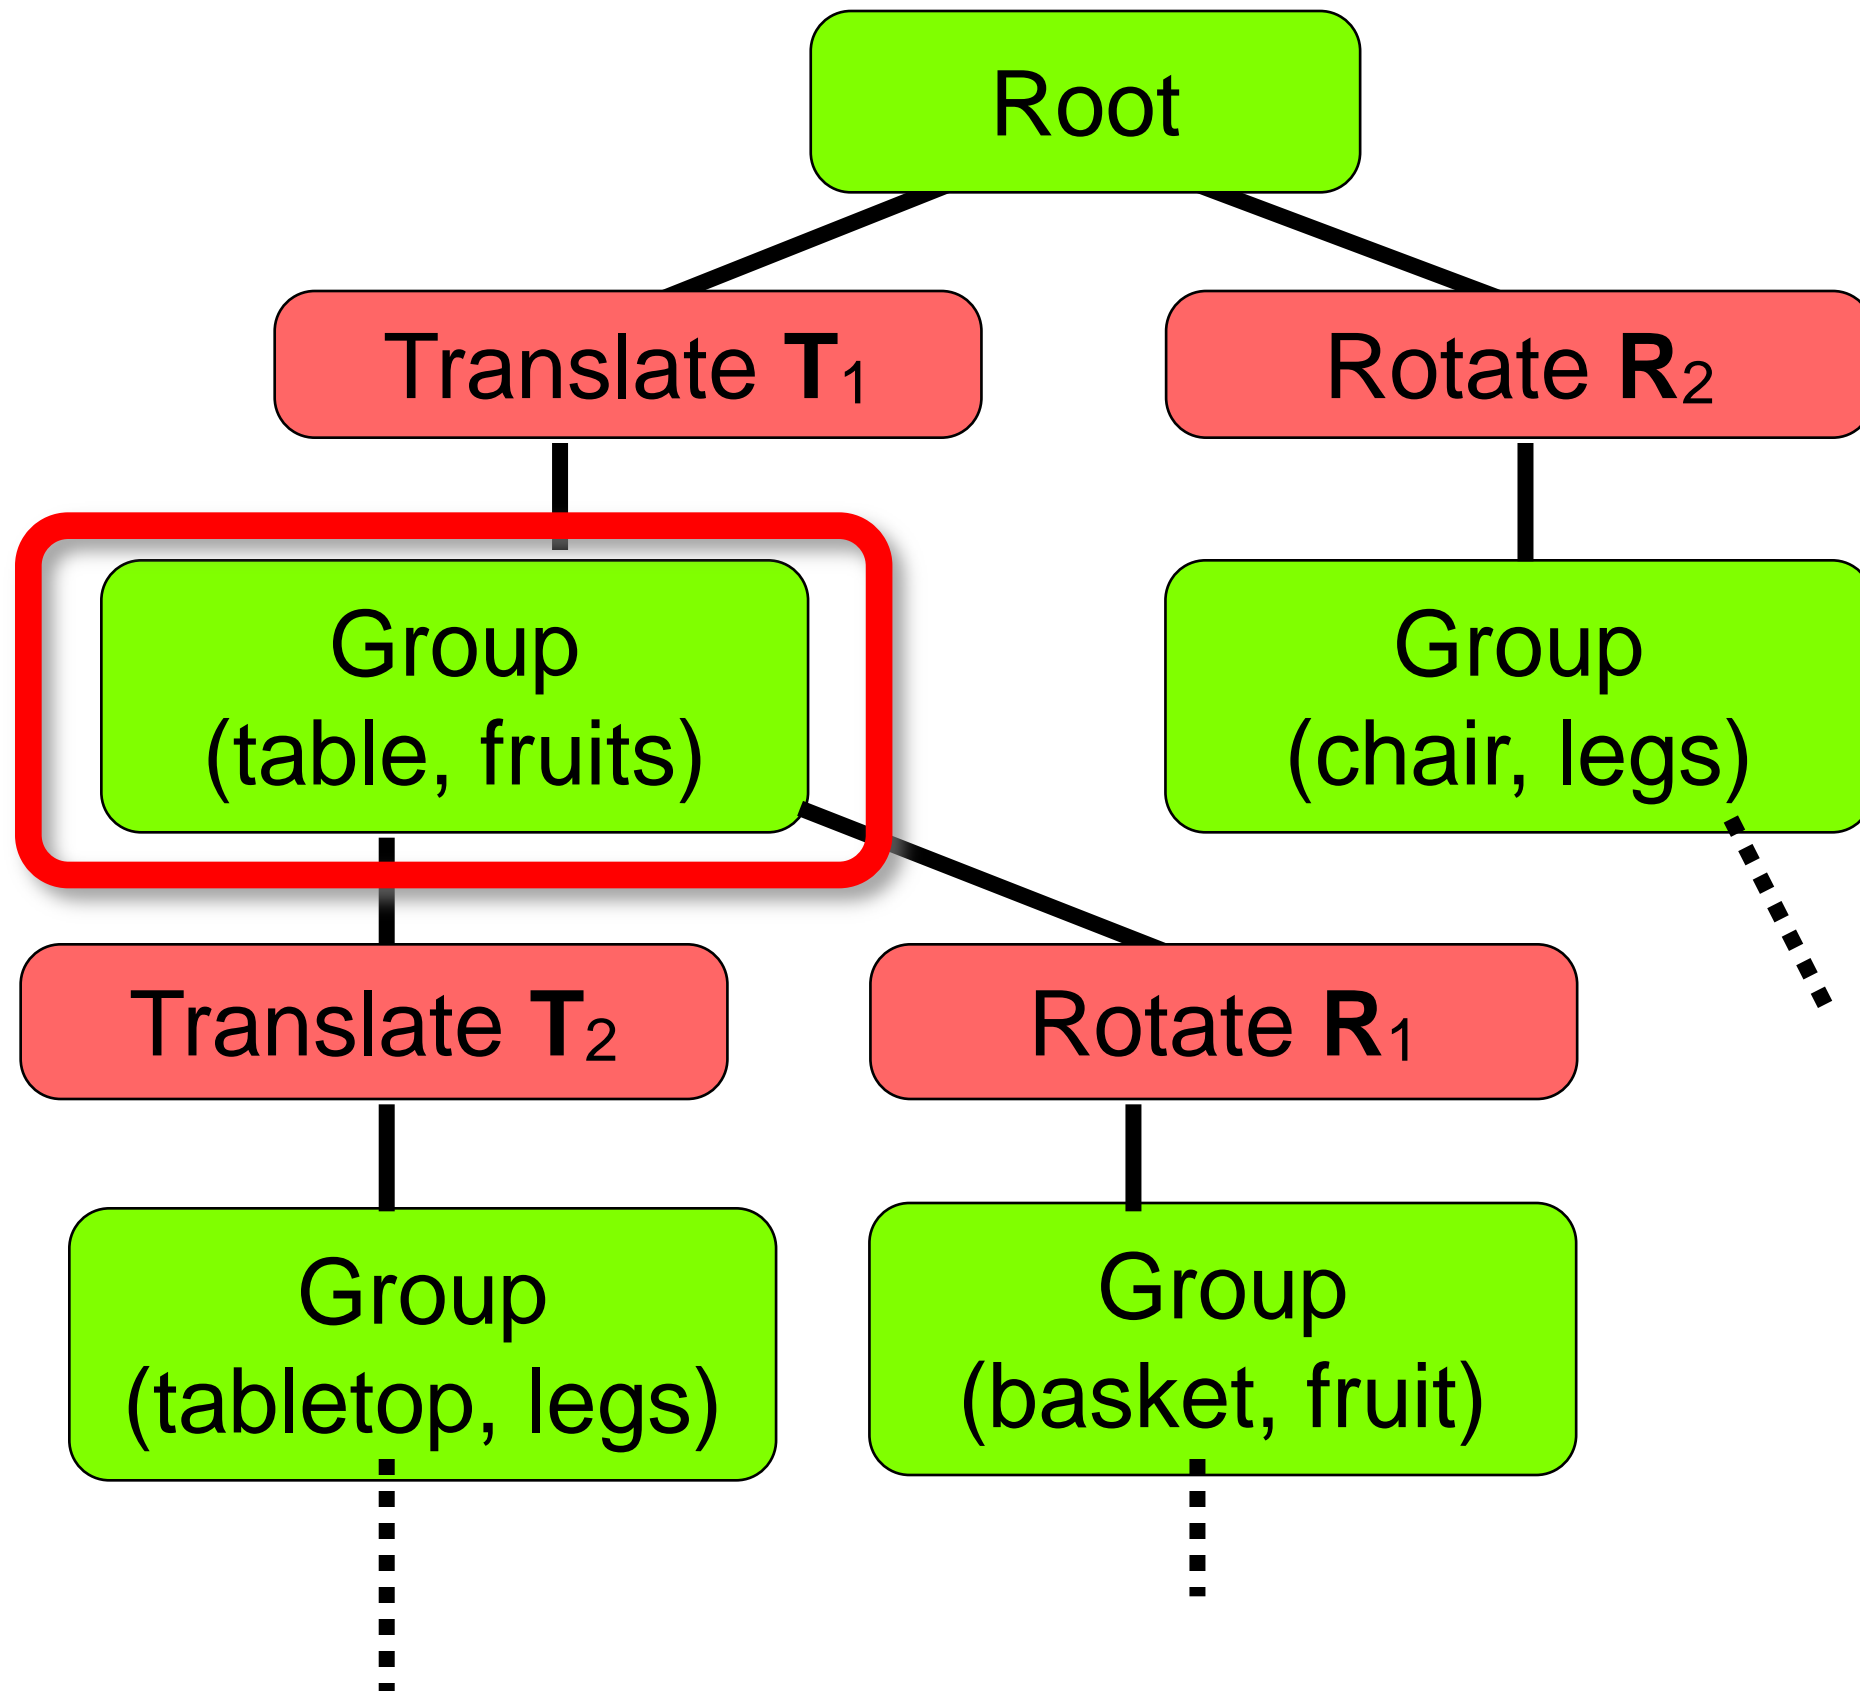 Root
Translate T₁
Rotate R₂
Group
(table, fruits)
Group
(chair, legs)
Translate T₂
Rotate R₁
Group
(tabletop, legs)
Group
(basket, fruit)